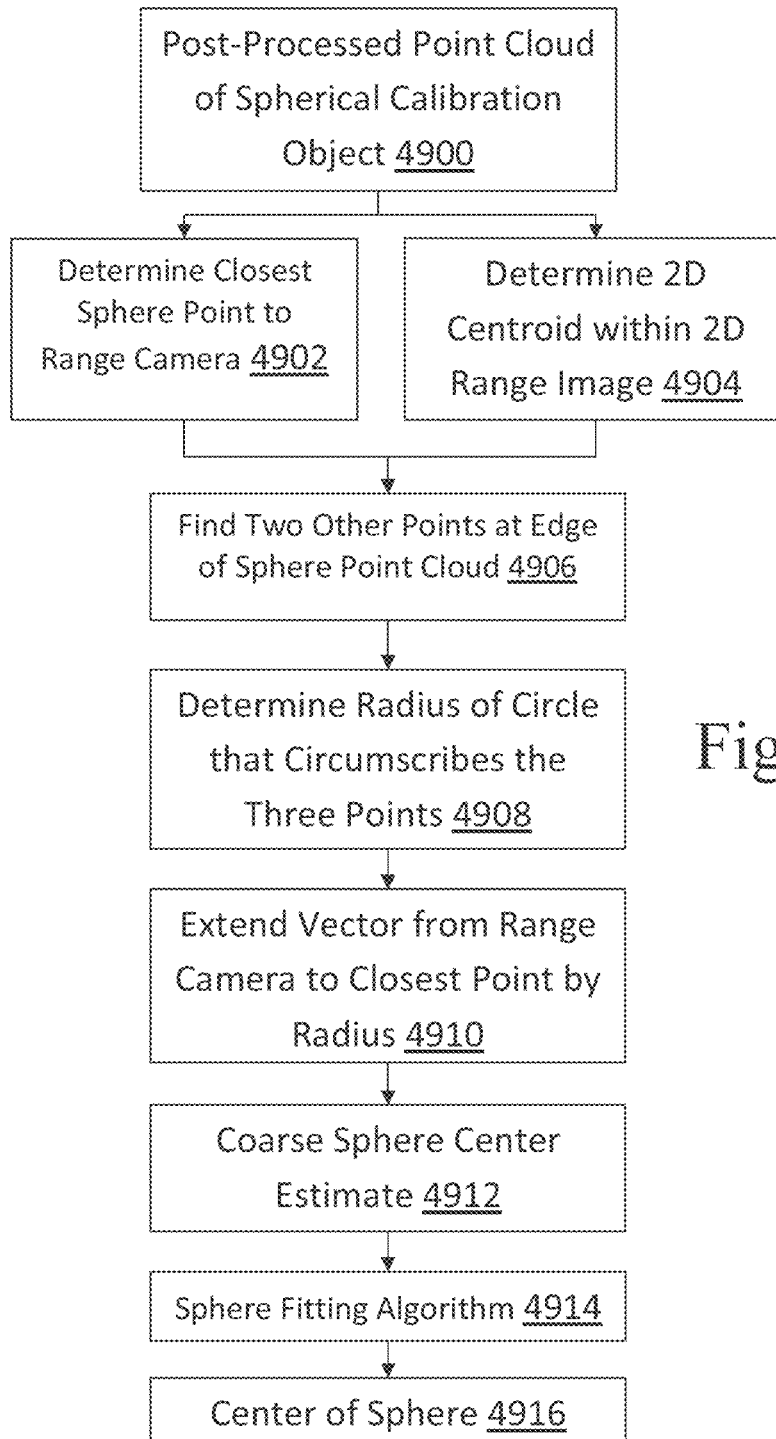 Post-Processed Point Cloud
of Spherical Calibration
Object 4900
Determine Closest
Sphere Point to
Range Camera 4902
Determine 2D
Centroid within 2D
Range Image 4904
Find Two Other Points at Edge
of Sphere Point Cloud 4906
Determine Radius of Circle
that Circumscribes the
Three Points 4908
Fig
Extend Vector from Range
Camera to Closest Point by
Radius 4910
Coarse Sphere Center
Estimate 4912
Sphere Fitting Algorithm 4914
Center of Sphere 4916